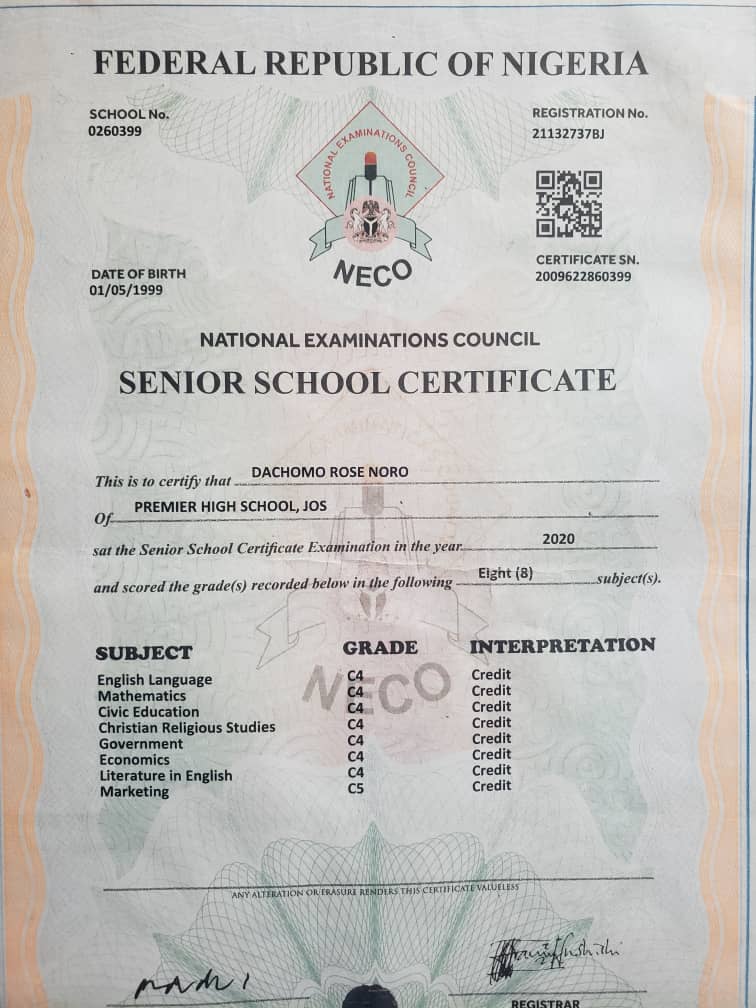 FEDERAL REPUBLIC OF NIGERIA
SCHOOL No.
0260399
REGISTRATION No.
21132737BJ
NATIONAL EXAMINATIONS COUNCIL
NECO
DATE OF BIRTH
01/05/1999
CERTIFICATE SN.
2009622860399
NATIONAL EXAMINATIONS COUNCIL
SENIOR SCHOOL CERTIFICATE
This is to certify that DACHOMO ROSE NORO
Of PREMIER HIGH SCHOOL, JOS
sat the Senior School Certificate Examination in the year 2020
and scored the grade(s) recorded below in the following Eight (8) subject(s).
SUBJECT GRADE INTERPRETATION
English Language C4 Credit
Mathematics C4 Credit
Civic Education C4 Credit
Christian Religious Studies C4 Credit
Government C4 Credit
Economics C4 Credit
Literature in English C4 Credit
Marketing C5 Credit
NECO
ANY ALTERATION OR ERASURE RENDERS THIS CERTIFICATE VALUELESS
REGISTRAR